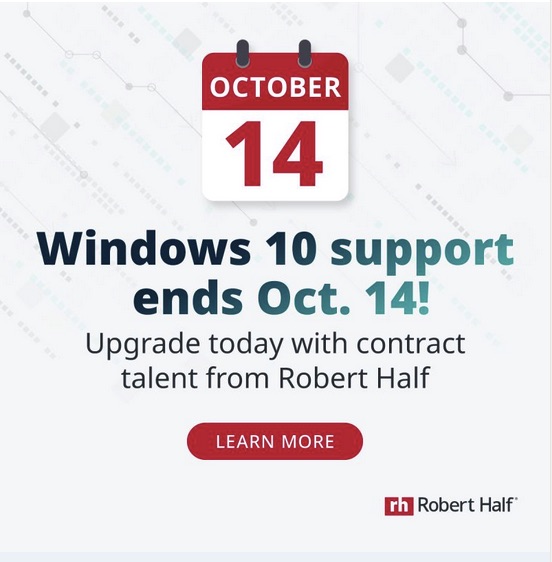 OCTOBER
14
Windows 10 support
ends Oct. 14!
Upgrade today with contract
talent from Robert Half
LEARN MORE
rh Robert Half